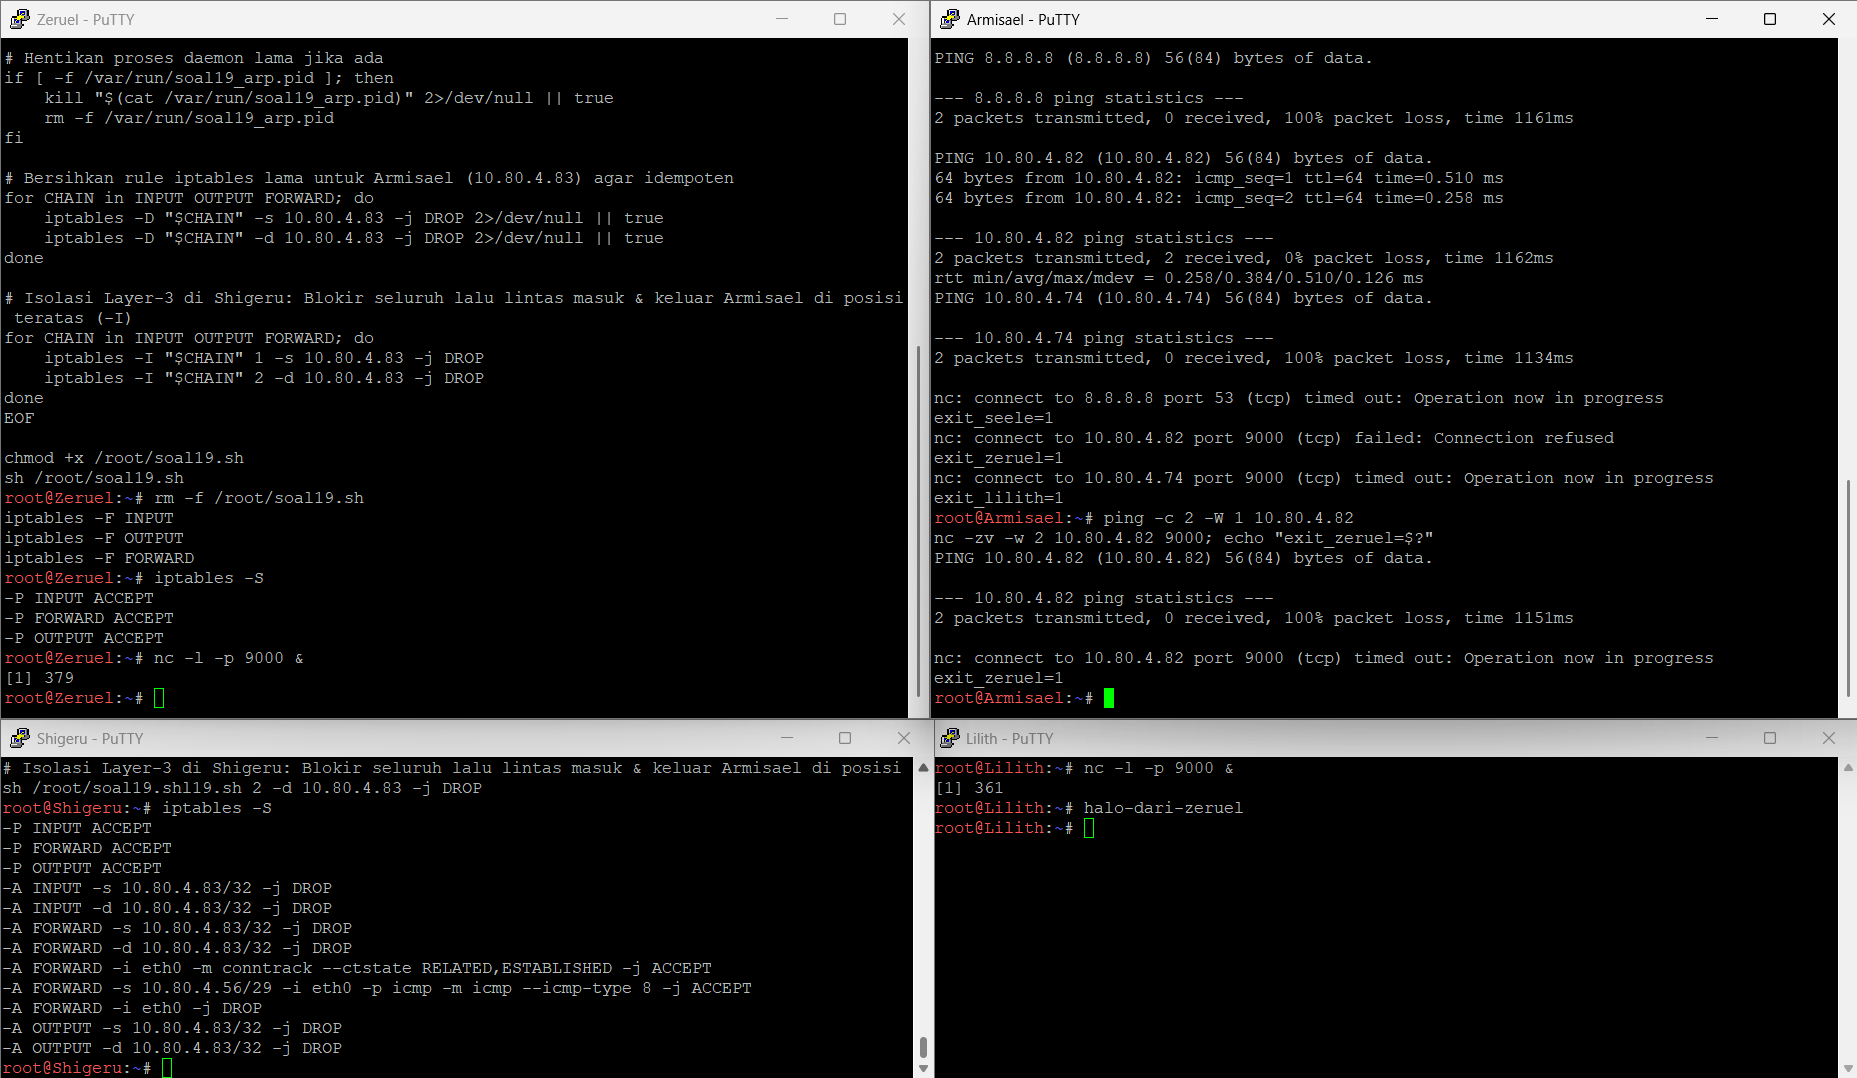 Zeruel - PuTTY
# Hentikan proses daemon lama jika ada
if [ -f /var/run/soal19_arp.pid ]; then
    kill "$(cat /var/run/soal19_arp.pid)" 2>/dev/null || true
    rm -f /var/run/soal19_arp.pid
fi

# Bersihkan rule iptables lama untuk Armisael (10.80.4.83) agar idempoten
for CHAIN in INPUT OUTPUT FORWARD; do
    iptables -D "$CHAIN" -s 10.80.4.83 -j DROP 2>/dev/null || true
    iptables -D "$CHAIN" -d 10.80.4.83 -j DROP 2>/dev/null || true
done

# Isolasi Layer-3 di Shigeru: Blokir seluruh lalu lintas masuk & keluar Armisael di posisi
 teratas (-I)
for CHAIN in INPUT OUTPUT FORWARD; do
    iptables -I "$CHAIN" 1 -s 10.80.4.83 -j DROP
    iptables -I "$CHAIN" 2 -d 10.80.4.83 -j DROP
done
EOF

chmod +x /root/soal19.sh
sh /root/soal19.sh
root@Zeruel:~# rm -f /root/soal19.sh
iptables -F INPUT
iptables -F OUTPUT
iptables -F FORWARD
root@Zeruel:~# iptables -S
-P INPUT ACCEPT
-P FORWARD ACCEPT
-P OUTPUT ACCEPT
root@Zeruel:~# nc -l -p 9000 &
[1] 379
root@Zeruel:~#
Armisael - PuTTY
PING 8.8.8.8 (8.8.8.8) 56(84) bytes of data.

--- 8.8.8.8 ping statistics ---
2 packets transmitted, 0 received, 100% packet loss, time 1161ms

PING 10.80.4.82 (10.80.4.82) 56(84) bytes of data.
64 bytes from 10.80.4.82: icmp_seq=1 ttl=64 time=0.510 ms
64 bytes from 10.80.4.82: icmp_seq=2 ttl=64 time=0.258 ms

--- 10.80.4.82 ping statistics ---
2 packets transmitted, 2 received, 0% packet loss, time 1162ms
rtt min/avg/max/mdev = 0.258/0.384/0.510/0.126 ms
PING 10.80.4.74 (10.80.4.74) 56(84) bytes of data.

--- 10.80.4.74 ping statistics ---
2 packets transmitted, 0 received, 100% packet loss, time 1134ms

nc: connect to 8.8.8.8 port 53 (tcp) timed out: Operation now in progress
exit_seele=1
nc: connect to 10.80.4.82 port 9000 (tcp) failed: Connection refused
exit_zeruel=1
nc: connect to 10.80.4.74 port 9000 (tcp) timed out: Operation now in progress
exit_lilith=1
root@Armisael:~# ping -c 2 -W 1 10.80.4.82
nc -zv -w 2 10.80.4.82 9000; echo "exit_zeruel=$?"
PING 10.80.4.82 (10.80.4.82) 56(84) bytes of data.

--- 10.80.4.82 ping statistics ---
2 packets transmitted, 0 received, 100% packet loss, time 1151ms

nc: connect to 10.80.4.82 port 9000 (tcp) timed out: Operation now in progress
exit_zeruel=1
root@Armisael:~#
Shigeru - PuTTY
# Isolasi Layer-3 di Shigeru: Blokir seluruh lalu lintas masuk & keluar Armisael di posisi
sh /root/soal19.shl19.sh 2 -d 10.80.4.83 -j DROP
root@Shigeru:~# iptables -S
-P INPUT ACCEPT
-P FORWARD ACCEPT
-P OUTPUT ACCEPT
-A INPUT -s 10.80.4.83/32 -j DROP
-A INPUT -d 10.80.4.83/32 -j DROP
-A FORWARD -s 10.80.4.83/32 -j DROP
-A FORWARD -d 10.80.4.83/32 -j DROP
-A FORWARD -i eth0 -m conntrack --ctstate RELATED,ESTABLISHED -j ACCEPT
-A FORWARD -s 10.80.4.56/29 -i eth0 -p icmp -m icmp --icmp-type 8 -j ACCEPT
-A FORWARD -i eth0 -j DROP
-A OUTPUT -s 10.80.4.83/32 -j DROP
-A OUTPUT -d 10.80.4.83/32 -j DROP
root@Shigeru:~#
Lilith - PuTTY
root@Lilith:~# nc -l -p 9000 &
[1] 361
root@Lilith:~# halo-dari-zeruel
root@Lilith:~#